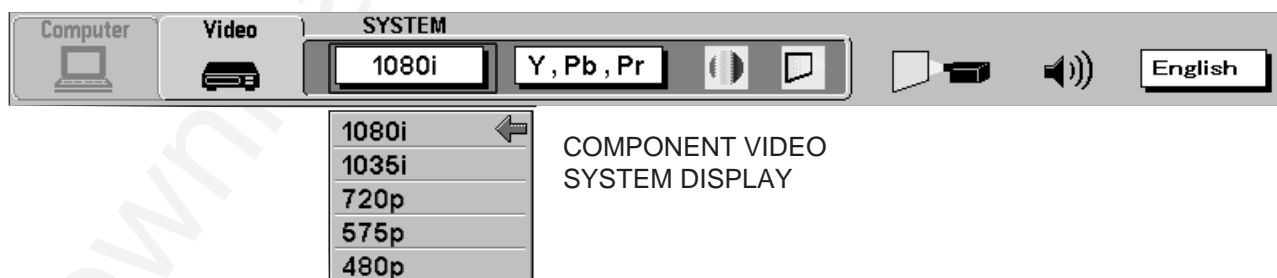 Computer
Video
SYSTEM
1080i
Y , Pb , Pr
English
1080i
1035i
720p
575p
480p
COMPONENT VIDEO
SYSTEM DISPLAY